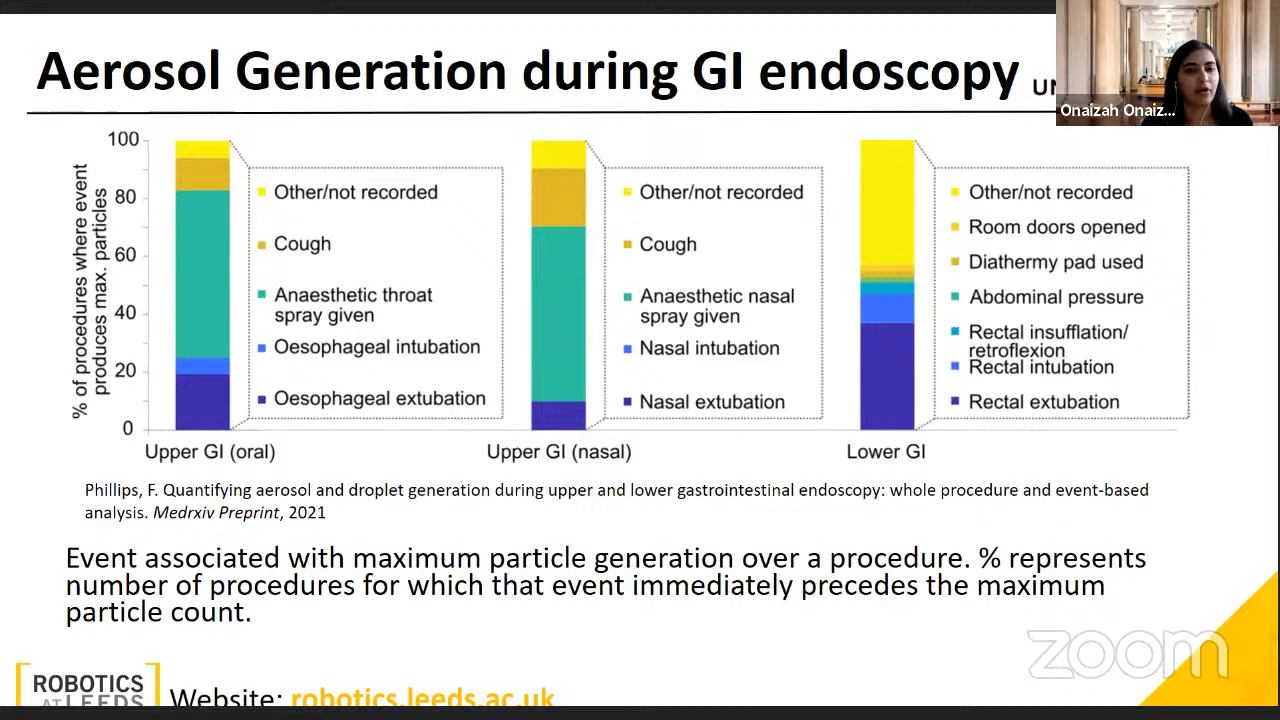 Aerosol Generation during GI endoscopy
UN
Onaizah Onaiz...
% of procedures where event
produces max. particles
100
80
60
40
20
0
Other/not recorded
Cough
Anaesthetic throat
spray given
Oesophageal intubation
Oesophageal extubation
Other/not recorded
Cough
Anaesthetic nasal
spray given
Nasal intubation
Nasal extubation
Other/not recorded
Room doors opened
Diathermy pad used
Abdominal pressure
Rectal insufflation/
retroflexion
Rectal intubation
Rectal extubation
Upper GI (oral)
Upper GI (nasal)
Lower GI
Phillips, F. Quantifying aerosol and droplet generation during upper and lower gastrointestinal endoscopy: whole procedure and event-based
analysis. Medrxiv Preprint, 2021
Event associated with maximum particle generation over a procedure. % represents
number of procedures for which that event immediately precedes the maximum
particle count.
zoom
ROBOTICS
AT LEEDS
Website: robotics.leeds.ac.uk